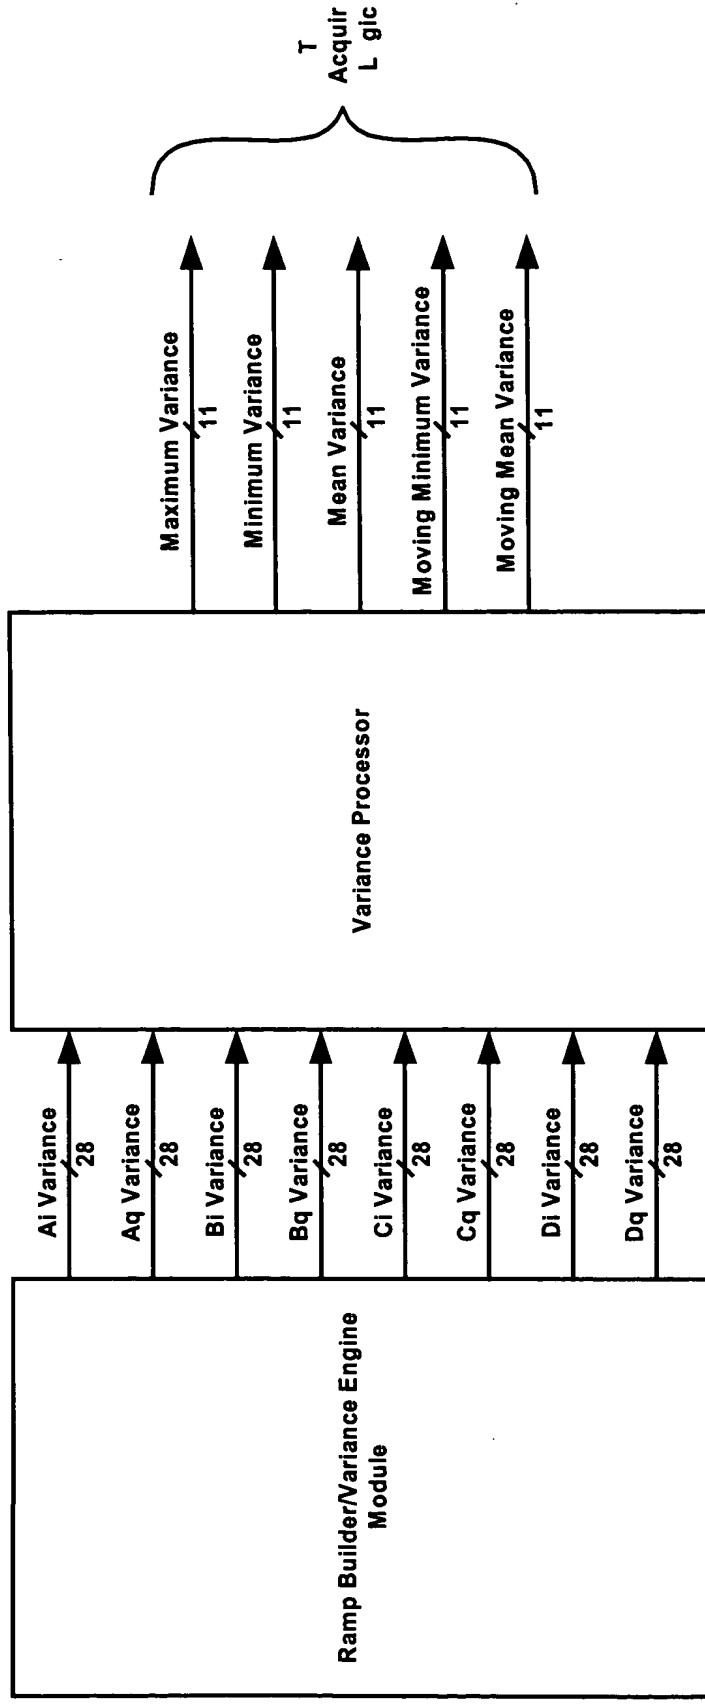 Ramp Builder/Variance Engine
Module
Ai Variance
28
Aq Variance
28
Bi Variance
28
Bq Variance
28
Ci Variance
28
Cq Variance
28
Di Variance
28
Dq Variance
28
Variance Processor
Maximum Variance
11
Minimum Variance
11
Mean Variance
11
Moving Minimum Variance
11
Moving Mean Variance
11
T
Acquir
L gic